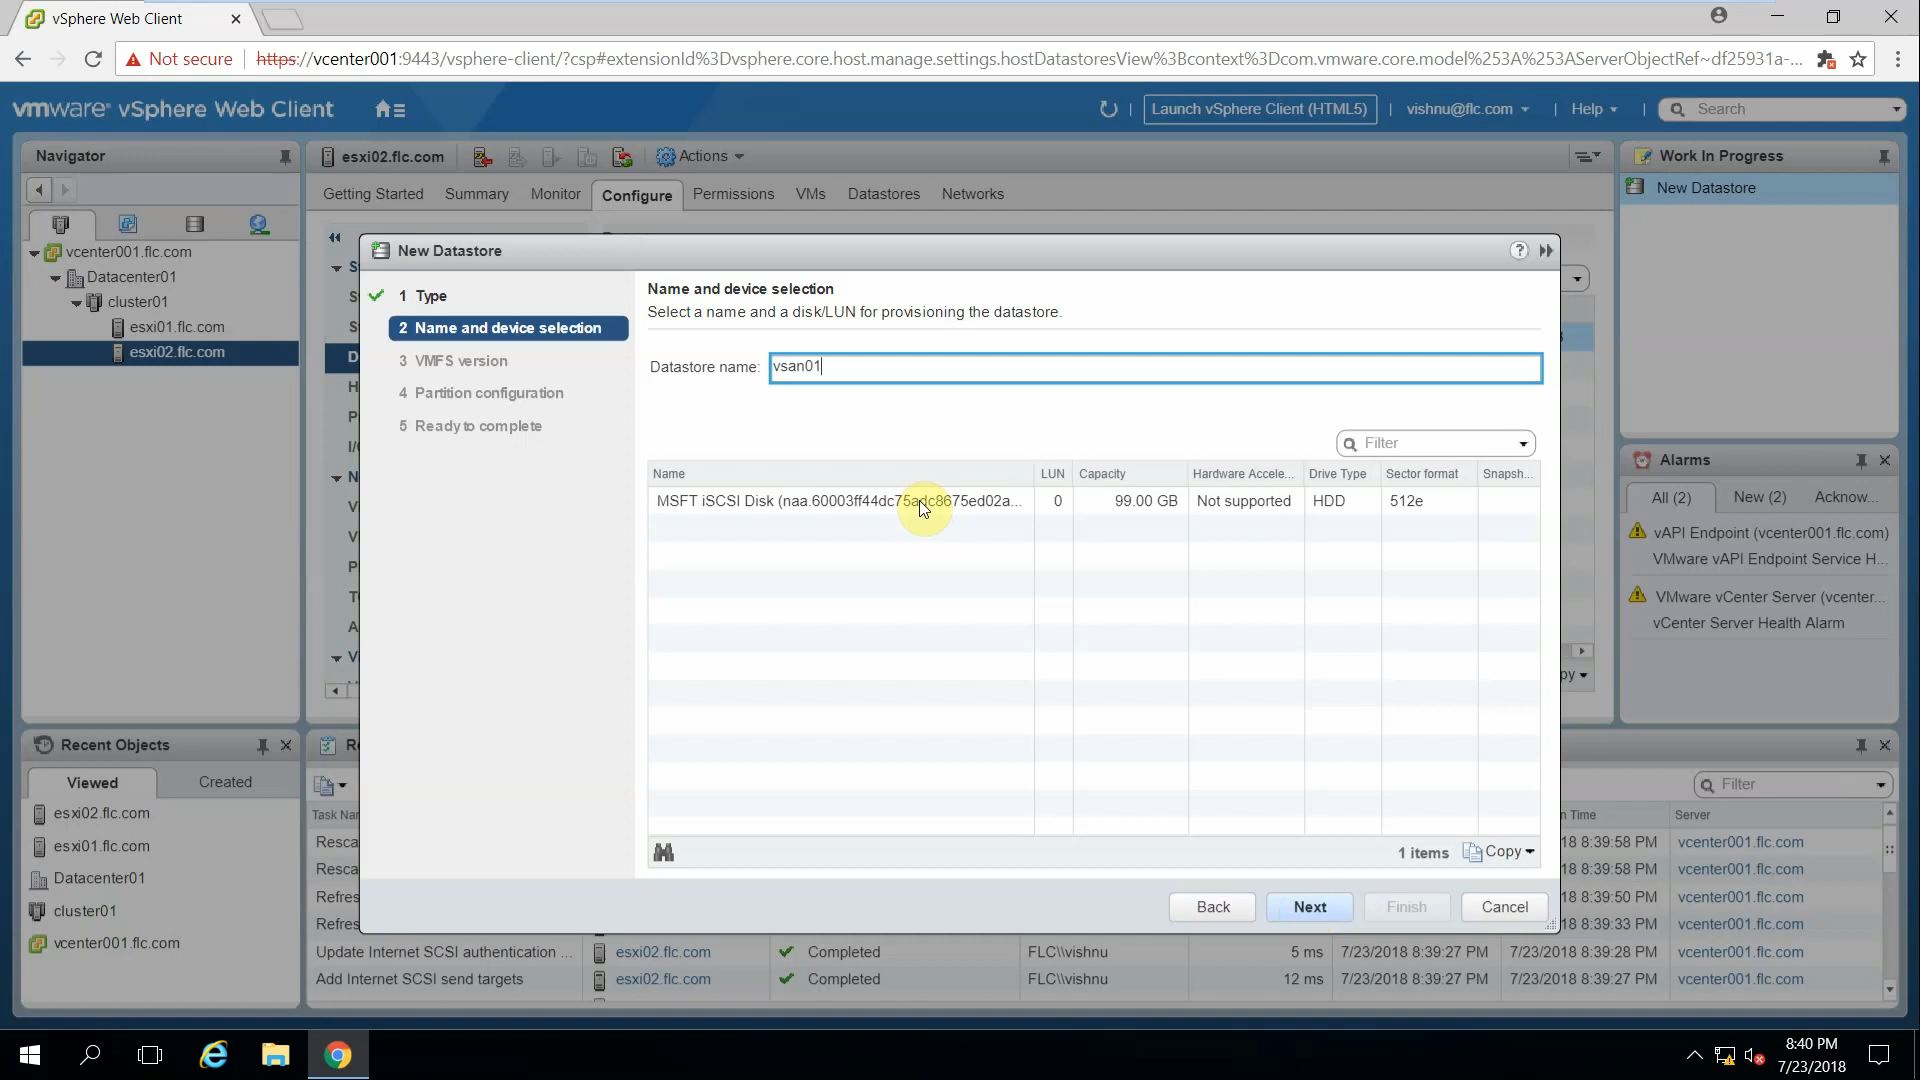 vSphere Web Client
Not secure
https://vcenter001:9443/vsphere-client/?csp#extensionId%3Dvsphere.core.host.manage.settings.hostDatastoresView%3Bcontext%3Dcom.vmware.core.model%253A%253AServerObjectRef~df25931a-...
vmware® vSphere Web Client
Launch vSphere Client (HTML5)
vishnu@flc.com
Help
Search
Navigator
esxi02.flc.com
Actions
Work In Progress
New Datastore
Getting Started
Summary
Monitor
Configure
Permissions
VMs
Datastores
Networks
vcenter001.flc.com
Datacenter01
cluster01
esxi01.flc.com
esxi02.flc.com
New Datastore
1 Type
2 Name and device selection
3 VMFS version
4 Partition configuration
5 Ready to complete
Name and device selection
Select a name and a disk/LUN for provisioning the datastore.
Datastore name:
vsan01
Filter
Name
LUN
Capacity
Hardware Accele...
Drive Type
Sector format
Snapsh...
MSFT iSCSI Disk (naa.60003ff44dc75adc8675ed02a...
0
99.00 GB
Not supported
HDD
512e
1 items
Copy
Back
Next
Finish
Cancel
Alarms
All (2)
New (2)
Acknow...
vAPI Endpoint (vcenter001.flc.com)
VMware vAPI Endpoint Service H...
VMware vCenter Server (vcenter...
vCenter Server Health Alarm
Recent Objects
Viewed
Created
esxi02.flc.com
esxi01.flc.com
Datacenter01
cluster01
vcenter001.flc.com
Filter
Task Nar
n Time
Server
Resca
18 8:39:58 PM
vcenter001.flc.com
Resca
18 8:39:58 PM
vcenter001.flc.com
Refres
18 8:39:50 PM
vcenter001.flc.com
Refres
18 8:39:33 PM
vcenter001.flc.com
Update Internet SCSI authentication ...
esxi02.flc.com
Completed
FLC\\vishnu
5 ms
7/23/2018 8:39:27 PM
7/23/2018 8:39:28 PM
vcenter001.flc.com
Add Internet SCSI send targets
esxi02.flc.com
Completed
FLC\\vishnu
12 ms
7/23/2018 8:39:27 PM
7/23/2018 8:39:27 PM
vcenter001.flc.com
8:40 PM
7/23/2018